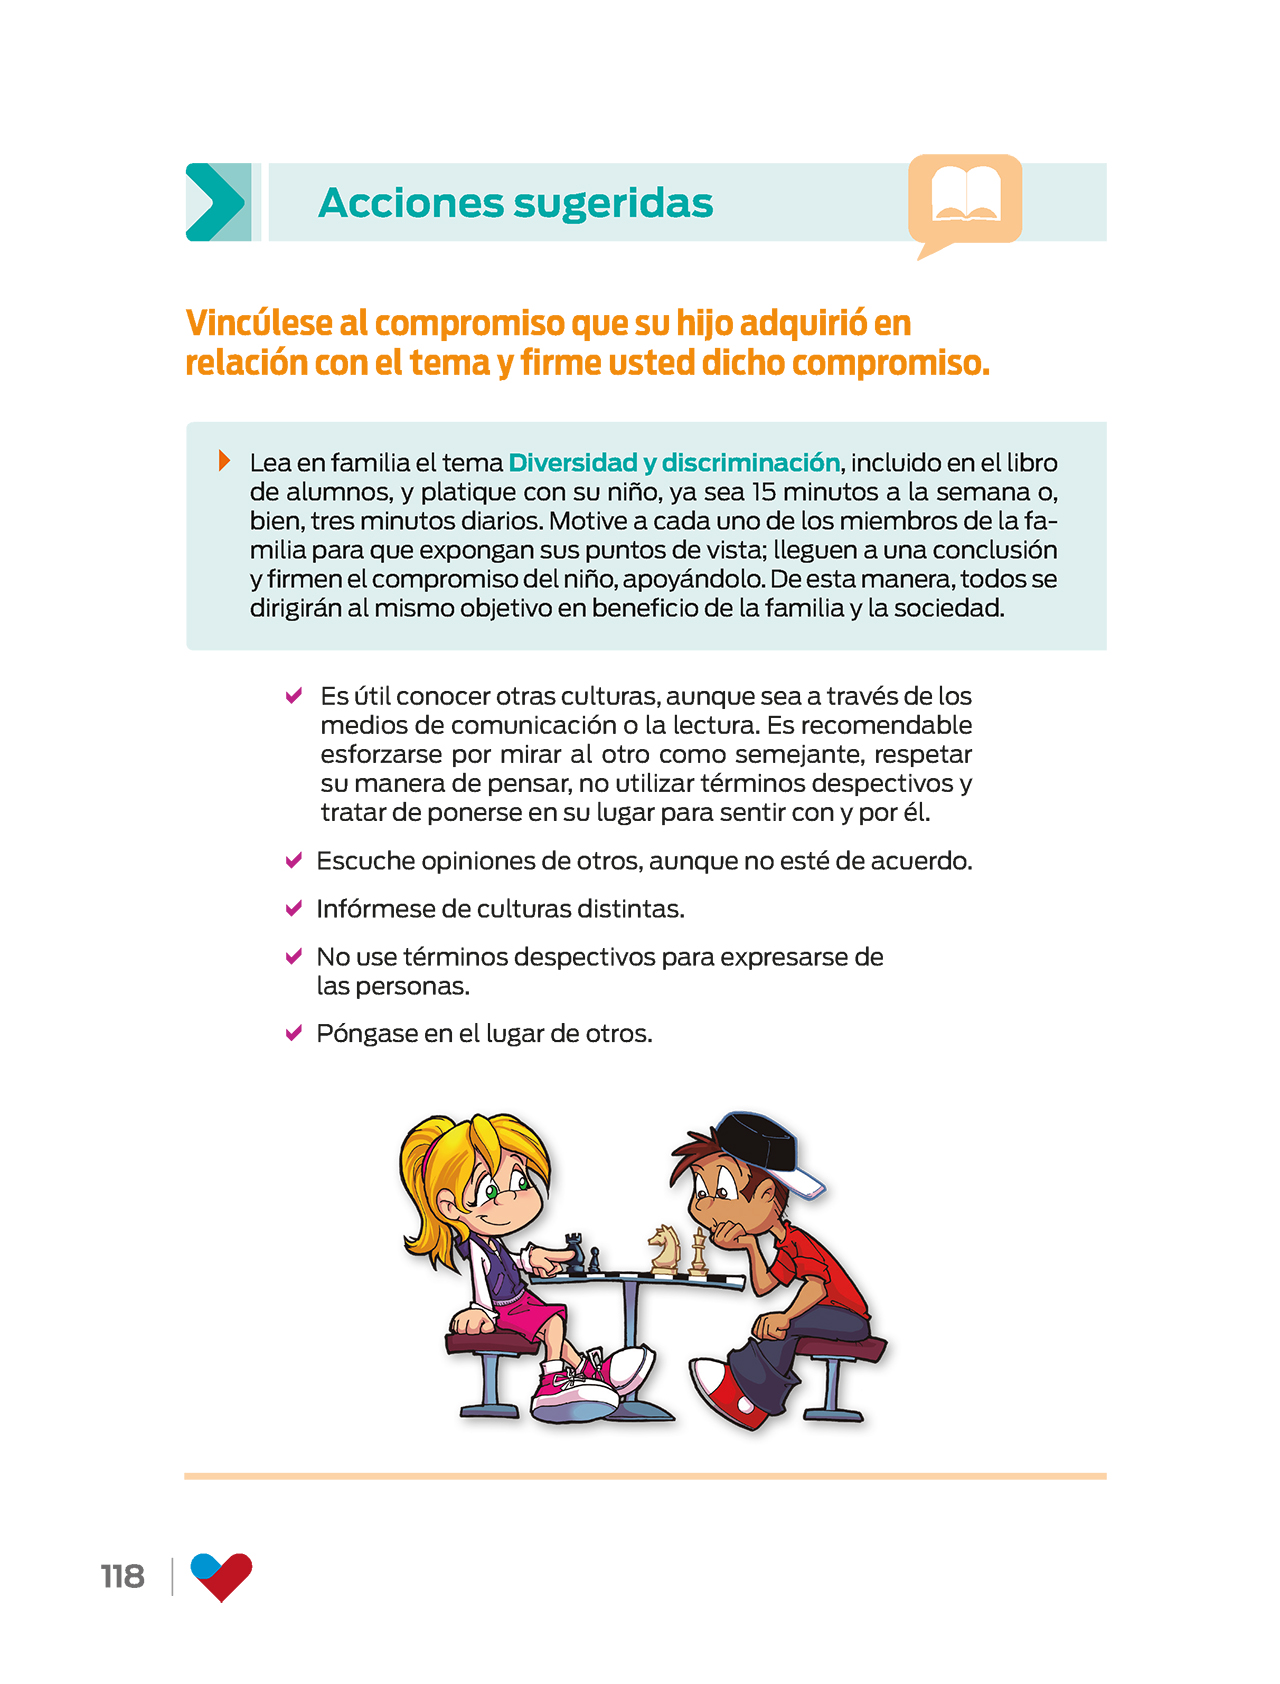 Acciones sugeridas
Vincúlese al compromiso que su hijo adquirió en
relación con el tema y firme usted dicho compromiso.
Lea en familia el tema Diversidad y discriminación, incluido en el libro
de alumnos, y platique con su niño, ya sea 15 minutos a la semana o,
bien, tres minutos diarios. Motive a cada uno de los miembros de la fa-
milia para que expongan sus puntos de vista; lleguen a una conclusión
y firmen el compromiso del niño, apoyándolo. De esta manera, todos se
dirigirán al mismo objetivo en beneficio de la familia y la sociedad.
Es útil conocer otras culturas, aunque sea a través de los
medios de comunicación o la lectura. Es recomendable
esforzarse por mirar al otro como semejante, respetar
su manera de pensar, no utilizar términos despectivos y
tratar de ponerse en su lugar para sentir con y por él.
Escuche opiniones de otros, aunque no esté de acuerdo.
Infórmese de culturas distintas.
No use términos despectivos para expresarse de
las personas.
Póngase en el lugar de otros.
118